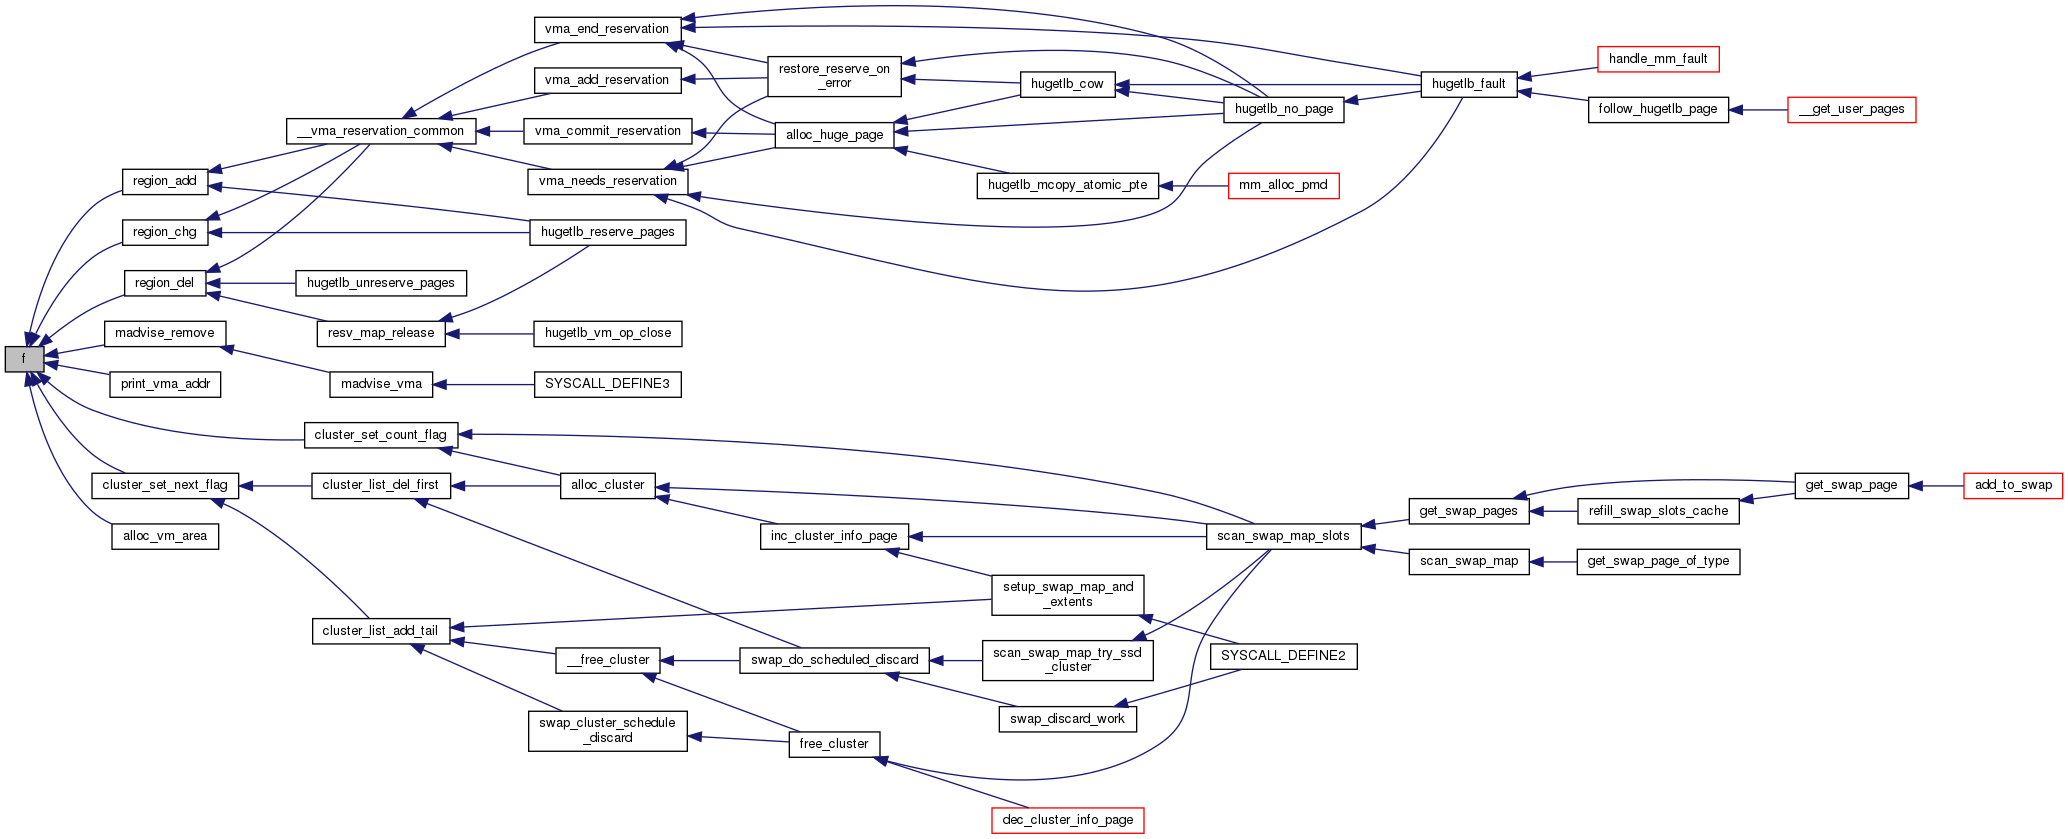 vma_end_reservation
handle_mm_fault
restore_reserve_on
_error
vma_add_reservation
hugetlb_cow
hugetlb_fault
hugetlb_no_page
follow_hugetlb_page
__get_user_pages
__vma_reservation_common
vma_commit_reservation
alloc_huge_page
region_add
vma_needs_reservation
hugetlb_mcopy_atomic_pte
mm_alloc_pmd
region_chg
hugetlb_reserve_pages
region_del
hugetlb_unreserve_pages
madvise_remove
resv_map_release
hugetlb_vm_op_close
f
print_vma_addr
madvise_vma
SYSCALL_DEFINE3
cluster_set_count_flag
cluster_set_next_flag
cluster_list_del_first
alloc_cluster
get_swap_page
add_to_swap
get_swap_pages
refill_swap_slots_cache
alloc_vm_area
inc_cluster_info_page
scan_swap_map_slots
scan_swap_map
get_swap_page_of_type
setup_swap_map_and
_extents
cluster_list_add_tail
__free_cluster
swap_do_scheduled_discard
scan_swap_map_try_ssd
_cluster
SYSCALL_DEFINE2
swap_cluster_schedule
_discard
swap_discard_work
free_cluster
dec_cluster_info_page